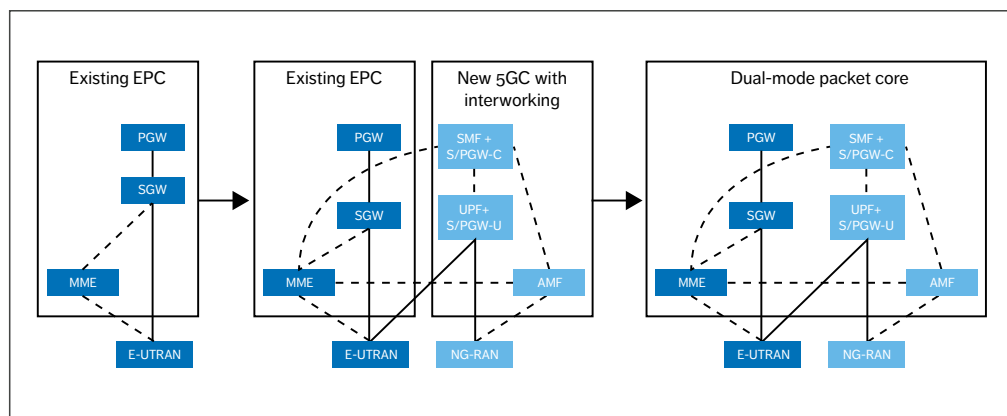 Existing EPC
PGW
SGW
MME
E-UTRAN
Existing EPC
PGW
SGW
MME
E-UTRAN
New 5GC with
interworking
SMF +
S/PGW-C
UPF+
S/PGW-U
AMF
NG-RAN
Dual-mode packet core
PGW
SMF +
S/PGW-C
SGW
UPF+
S/PGW-U
MME
AMF
E-UTRAN
NG-RAN